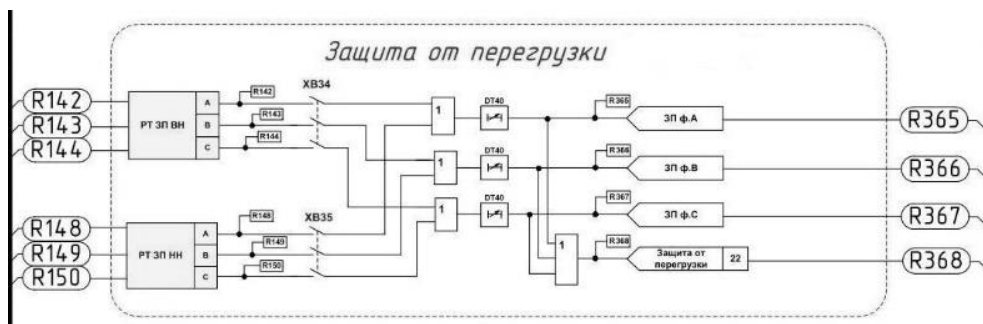 Защита от перегрузки
R142
R143
R144
РТ ЗП ВН
A
B
C
R142
R143
R144
ХВ34
1
DT40
R365
ЗП ф.А
R365
1
DT40
R366
ЗП ф.В
R366
1
DT40
R367
ЗП ф.С
R367
R148
R149
R150
РТ ЗП НН
A
B
C
R148
R149
R150
ХВ35
1
R368
Защита от
перегрузки
22
R368